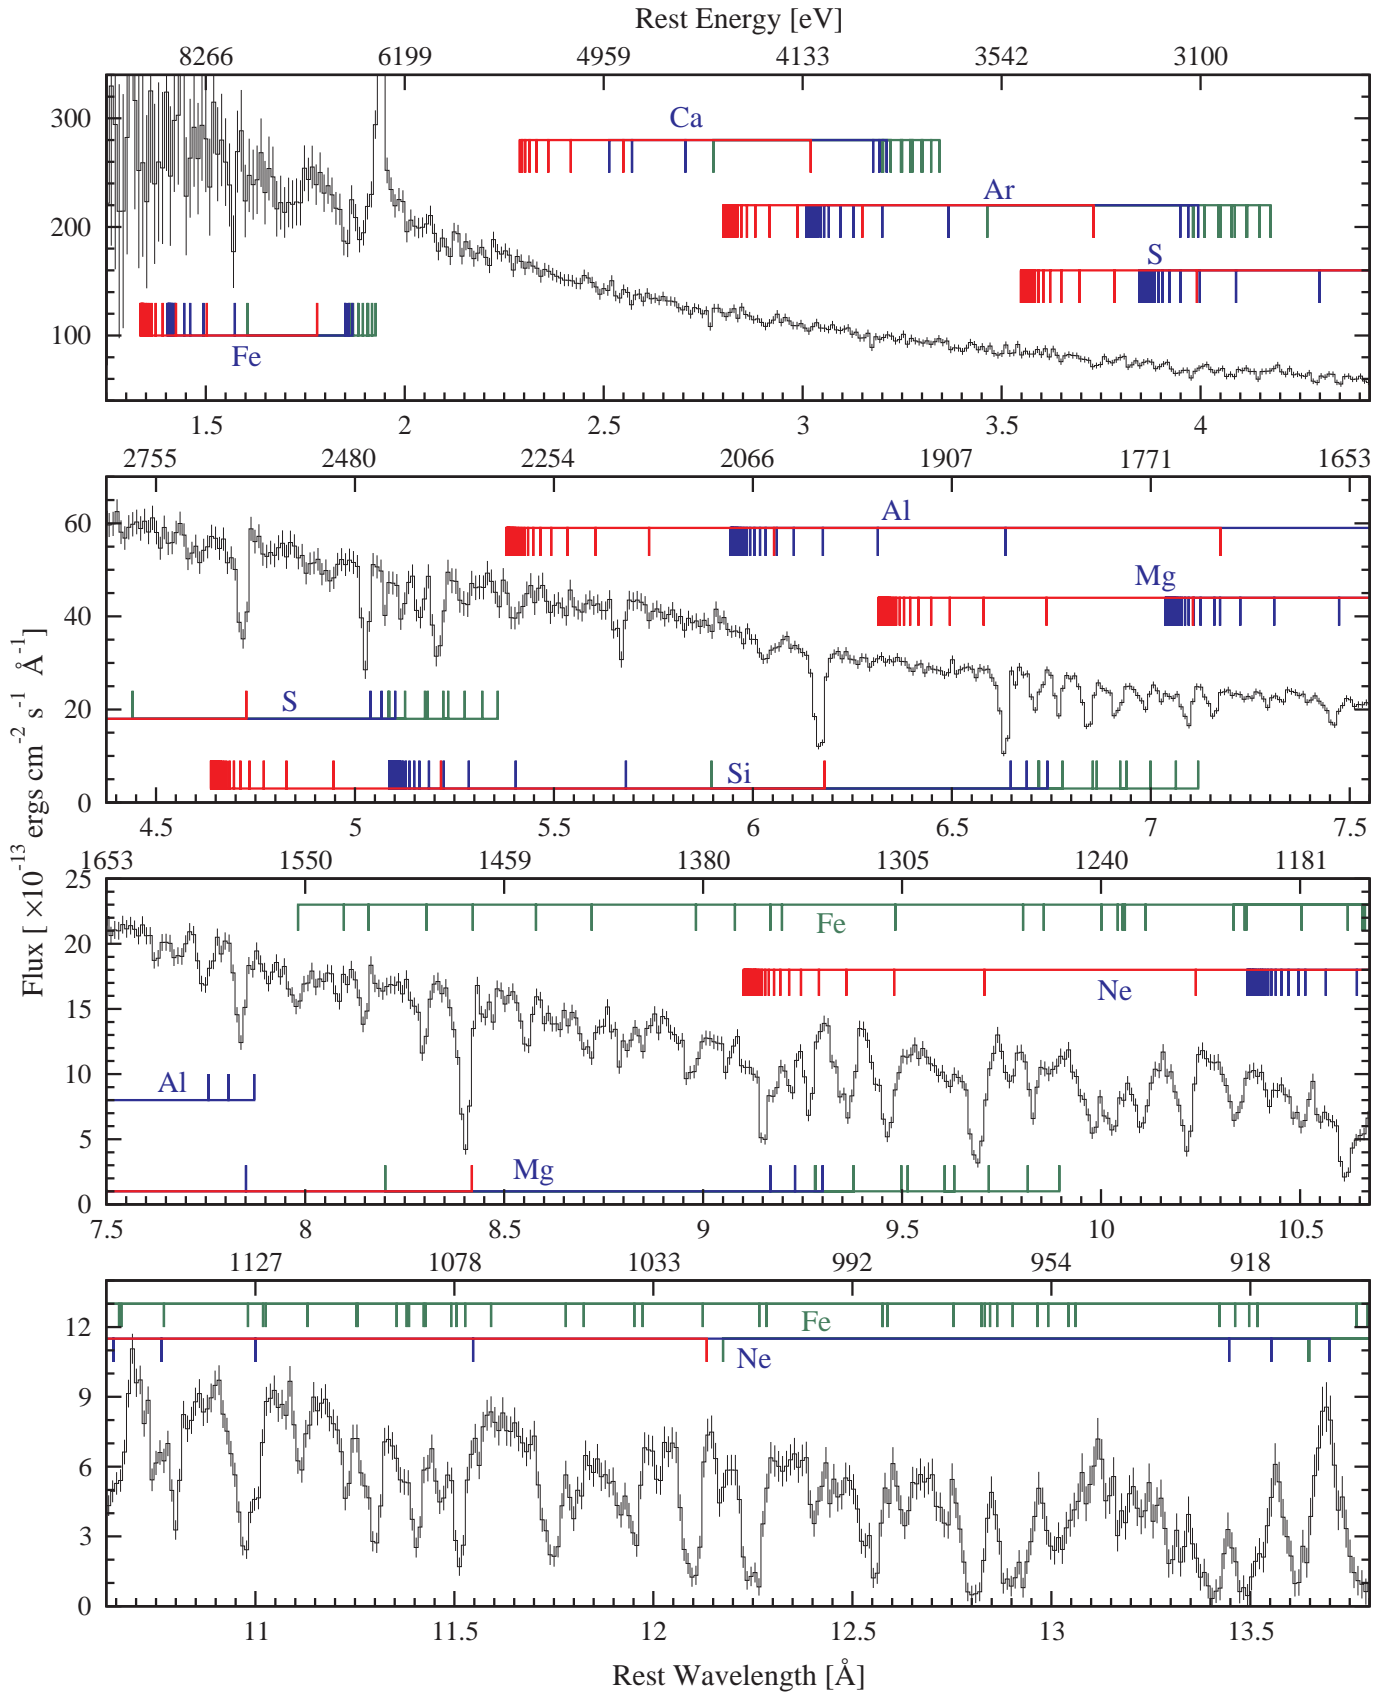 Rest Energy [eV]
8266 6199 4959 4133 3542 3100
300
200
100
Ca
Ar
S
Fe
1.5 2 2.5 3 3.5 4
2755 2480 2254 2066 1907 1771 1653
60
40
20
0
Al
Mg
S
Si
4.5 5 5.5 6 6.5 7 7.5
1653 1550 1459 1380 1305 1240 1181
25
20
15
10
5
0
Fe
Ne
Al
Mg
7.5 8 8.5 9 9.5 10 10.5
1127 1078 1033 992 954 918
12
9
6
3
0
Fe
Ne
11 11.5 12 12.5 13 13.5
Rest Wavelength [Å]
Flux [ ×10⁻¹³ ergs cm⁻² s⁻¹ Å⁻¹]